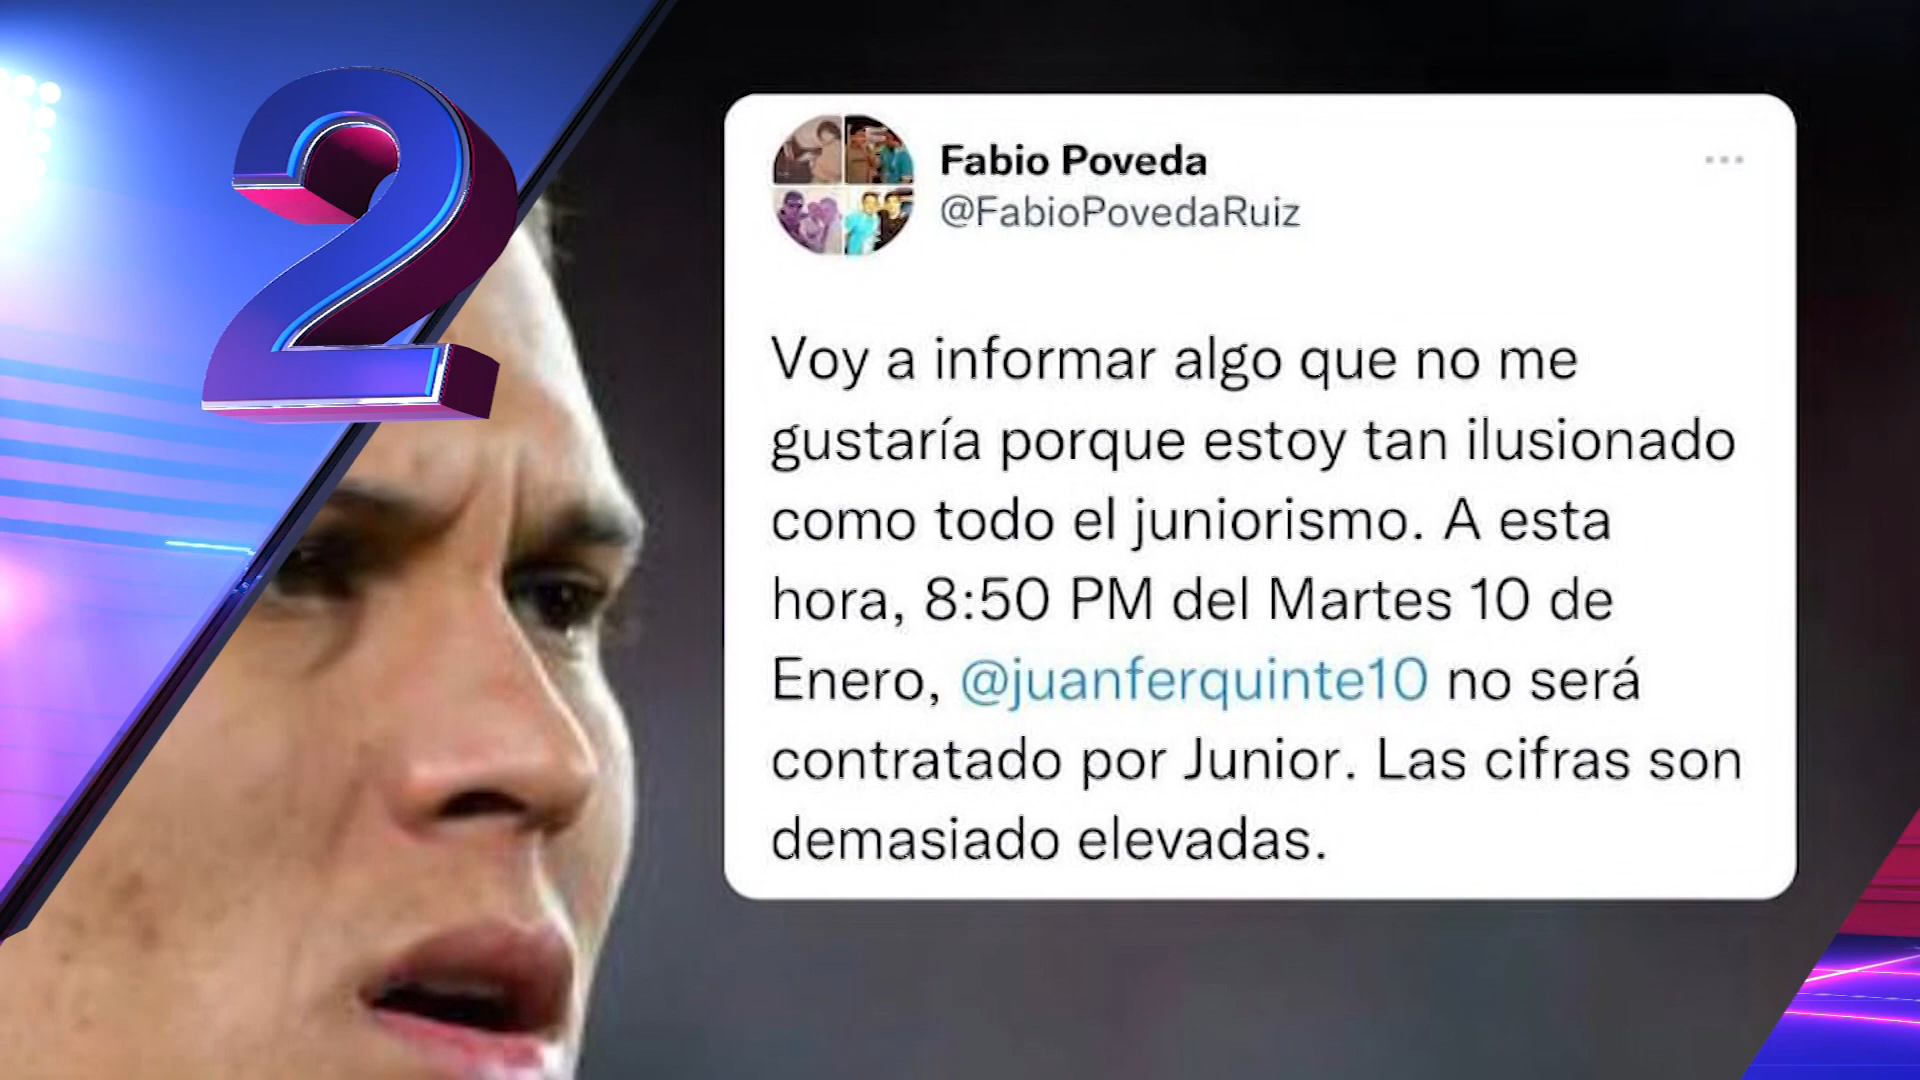 2
Fabio Poveda
@FabioPovedaRuiz
Voy a informar algo que no me
gustaría porque estoy tan ilusionado
como todo el juniorismo. A esta
hora, 8:50 PM del Martes 10 de
Enero, @juanferquinte10 no será
contratado por Junior. Las cifras son
demasiado elevadas.